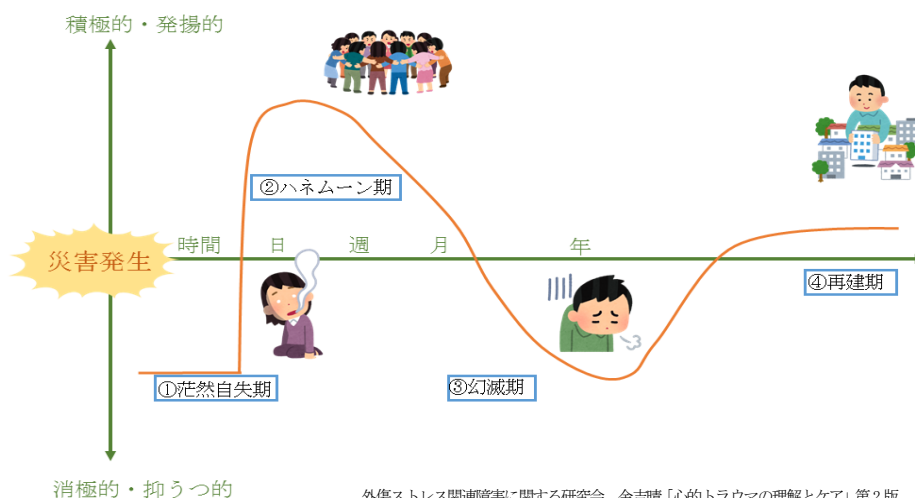 積極的・発揚的
②ハネムーン期
災害発生
時間 日 週 月 年
④再建期
①茫然自失期
③幻滅期
消極的・抑うつ的
外傷ストレス関連障害に関する研究会 金吉晴「心的トラウマの理解とケア」第2版